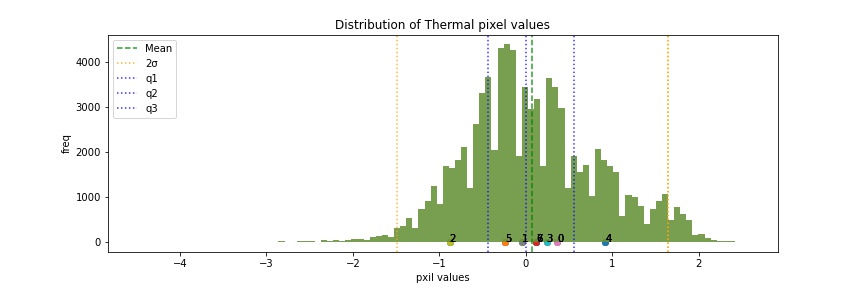 Distribution of Thermal pixel values
Mean
2σ
q1
q2
q3
freq
4000
3000
2000
1000
0
2 5 1 3 0 4
−4 −3 −2 −1 0 1 2
pxil values